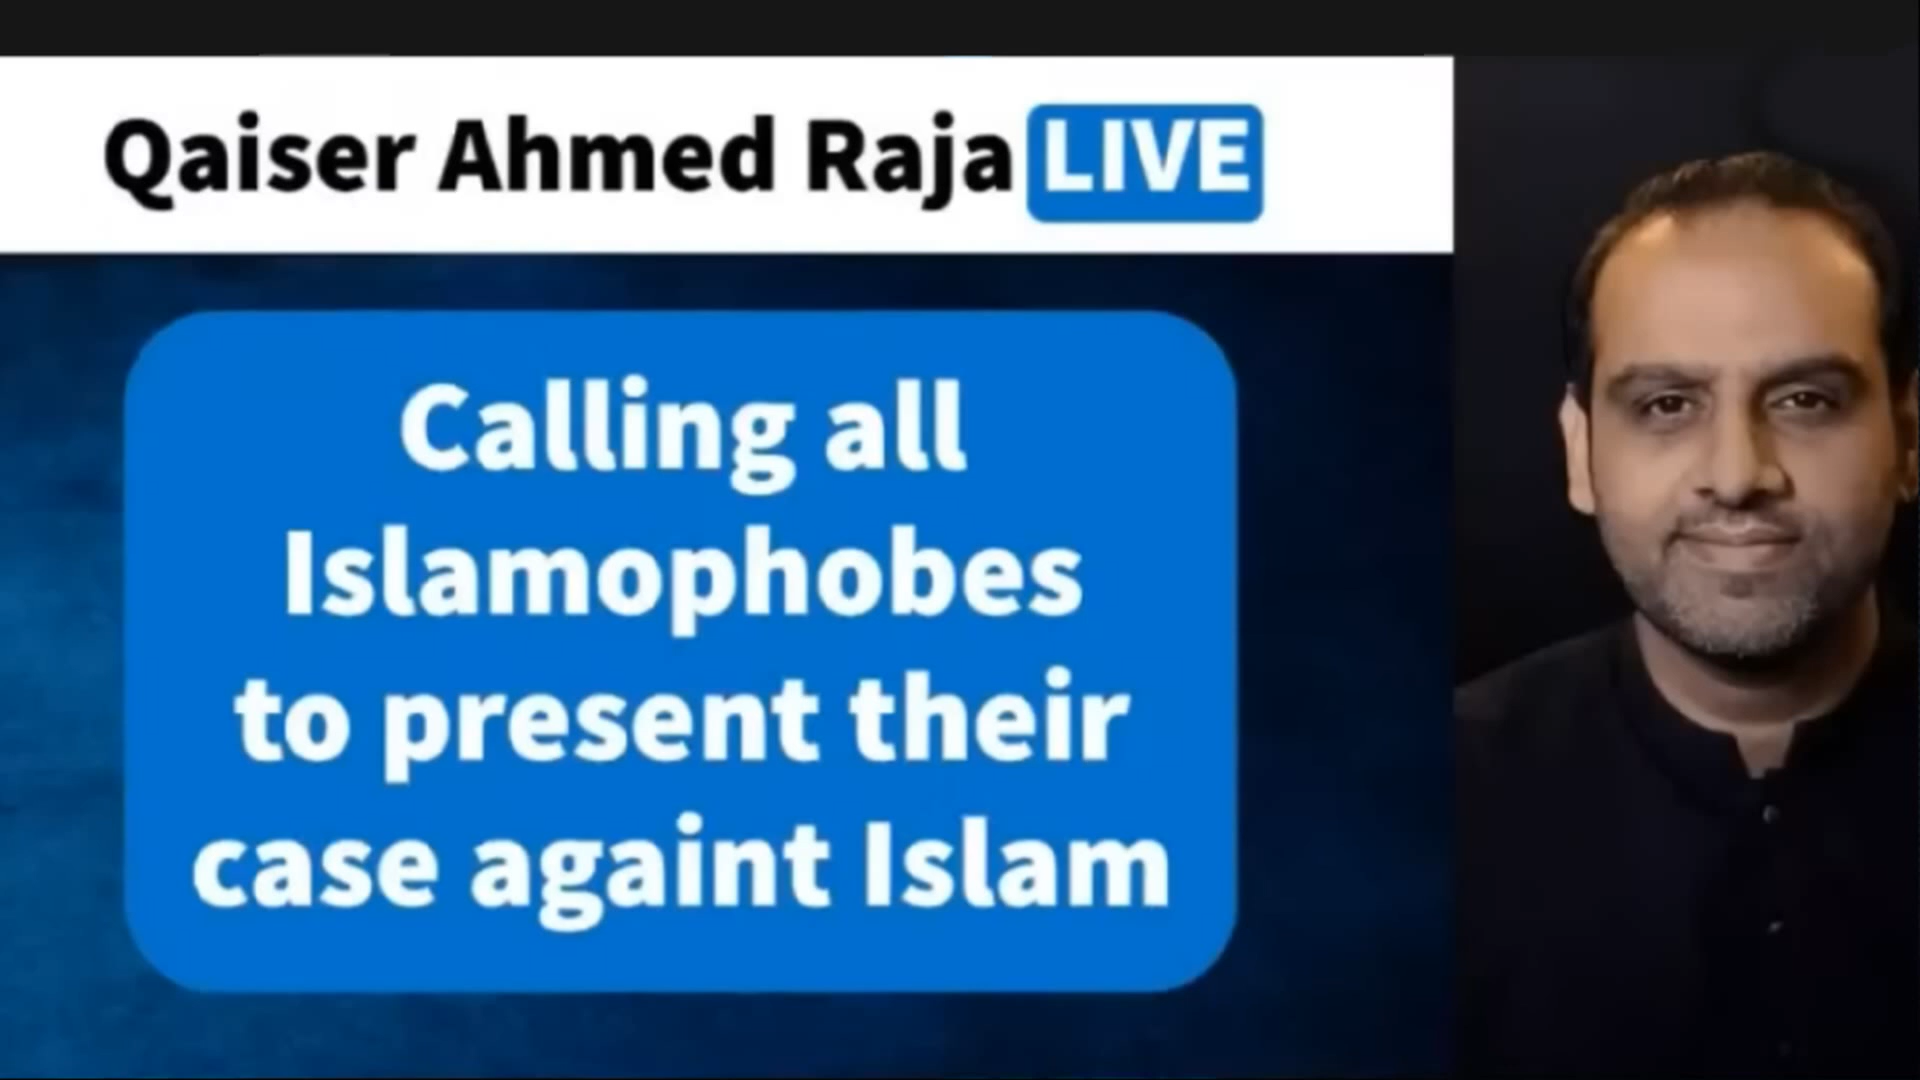 Qaiser Ahmed Raja LIVE
Calling all
Islamophobes
to present their
case againt Islam